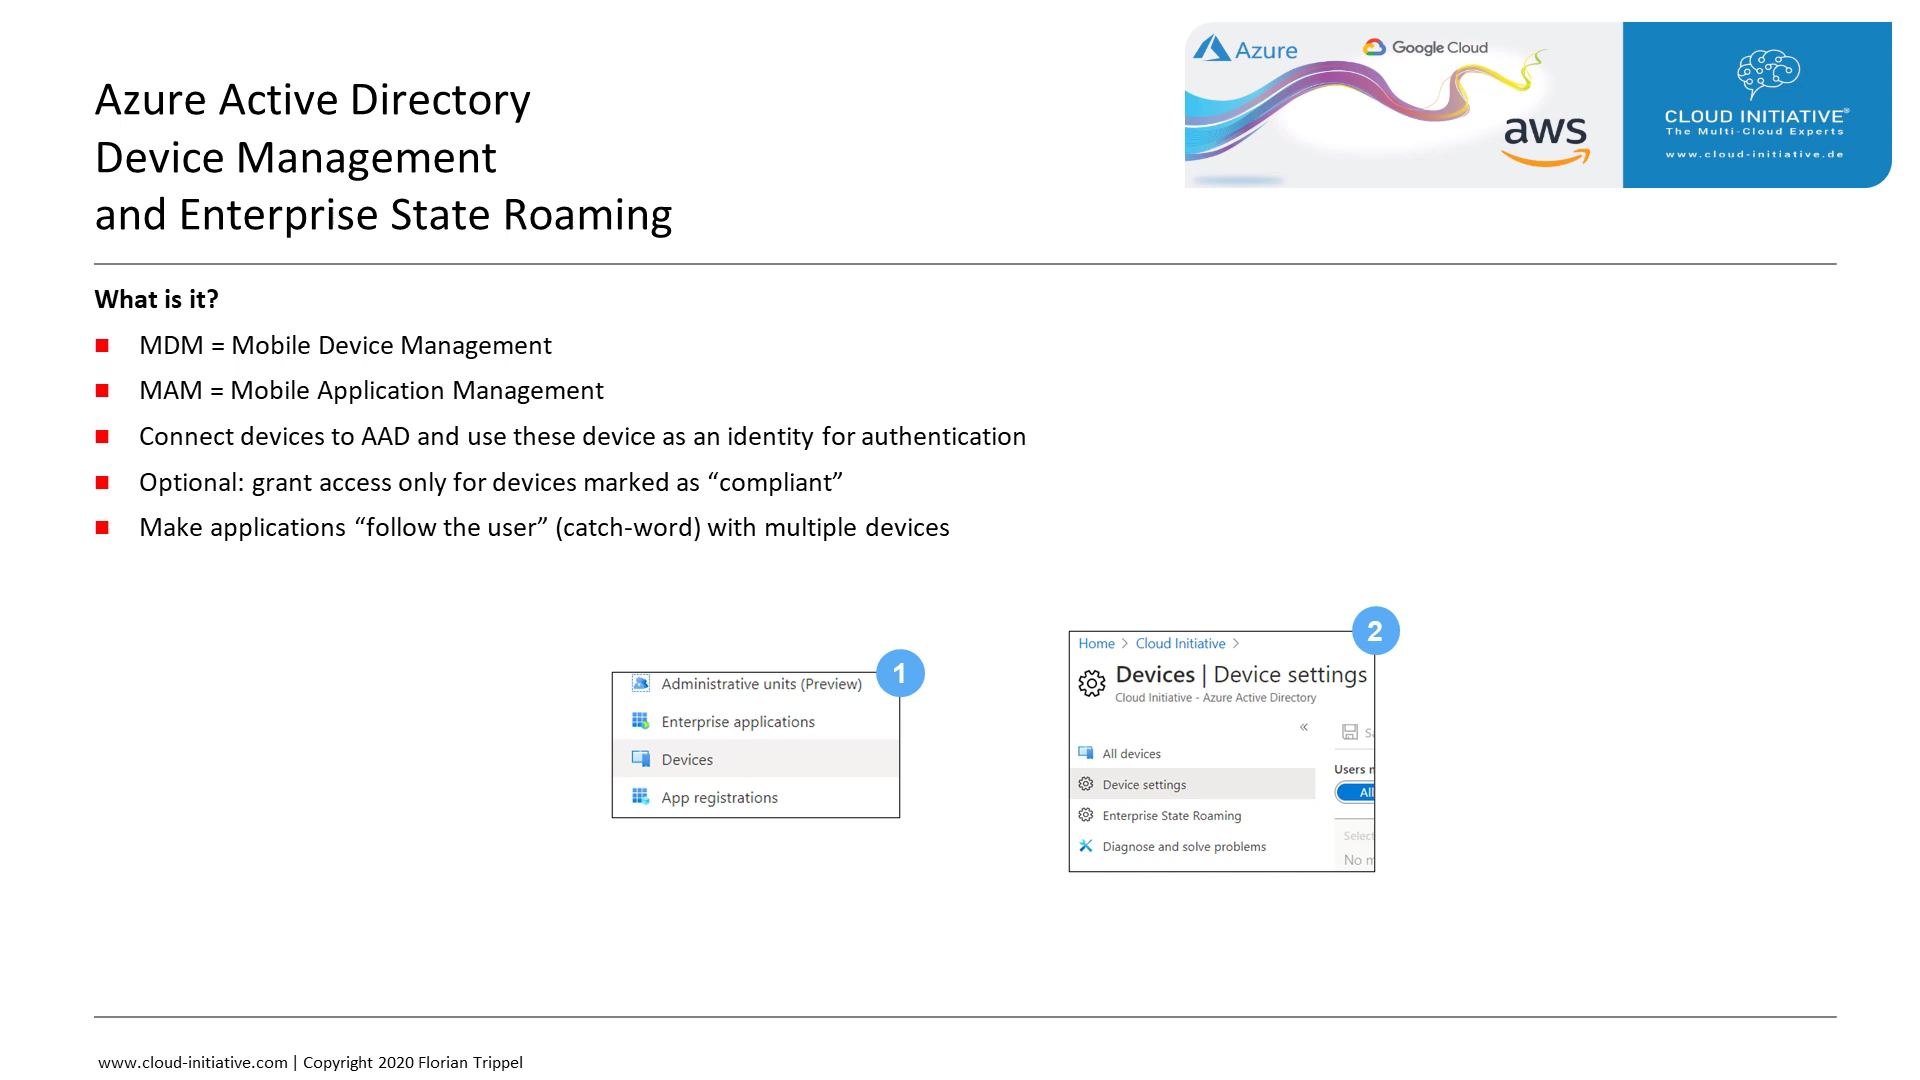 Azure
Google Cloud
aws
CLOUD INITIATIVE®
The Multi-Cloud Experts
www.cloud-initiative.de
Azure Active Directory
Device Management
and Enterprise State Roaming
What is it?
MDM = Mobile Device Management
MAM = Mobile Application Management
Connect devices to AAD and use these device as an identity for authentication
Optional: grant access only for devices marked as “compliant”
Make applications “follow the user” (catch-word) with multiple devices
1
Administrative units (Preview)
Enterprise applications
Devices
App registrations
2
Home > Cloud Initiative >
Devices | Device settings
Cloud Initiative - Azure Active Directory
«
All devices
Device settings
Enterprise State Roaming
Diagnose and solve problems
Users
All
No
www.cloud-initiative.com | Copyright 2020 Florian Trippel